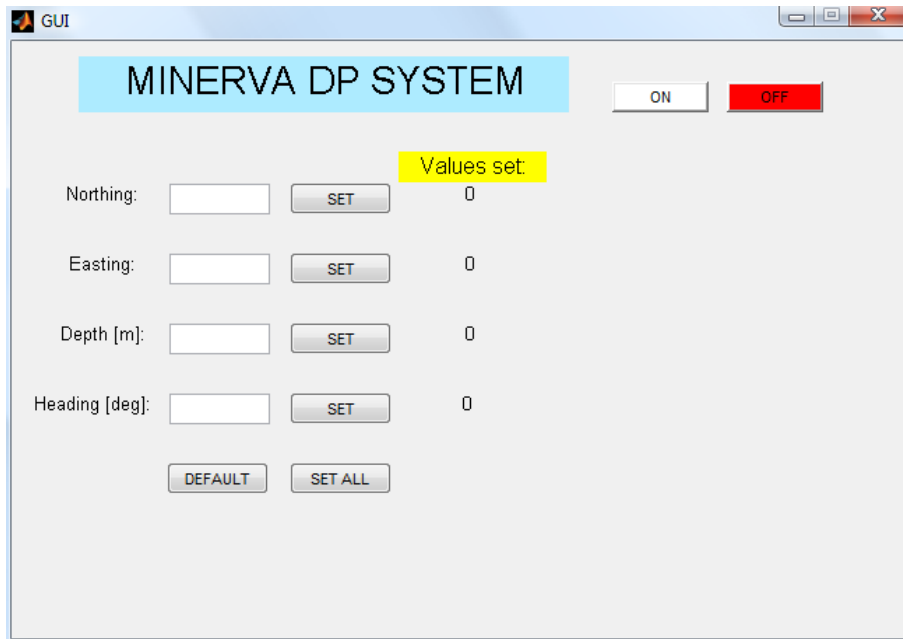 GUI
MINERVA DP SYSTEM
ON
OFF
Values set:
Northing:
SET
0
Easting:
SET
0
Depth [m]:
SET
0
Heading [deg]:
SET
0
DEFAULT
SET ALL